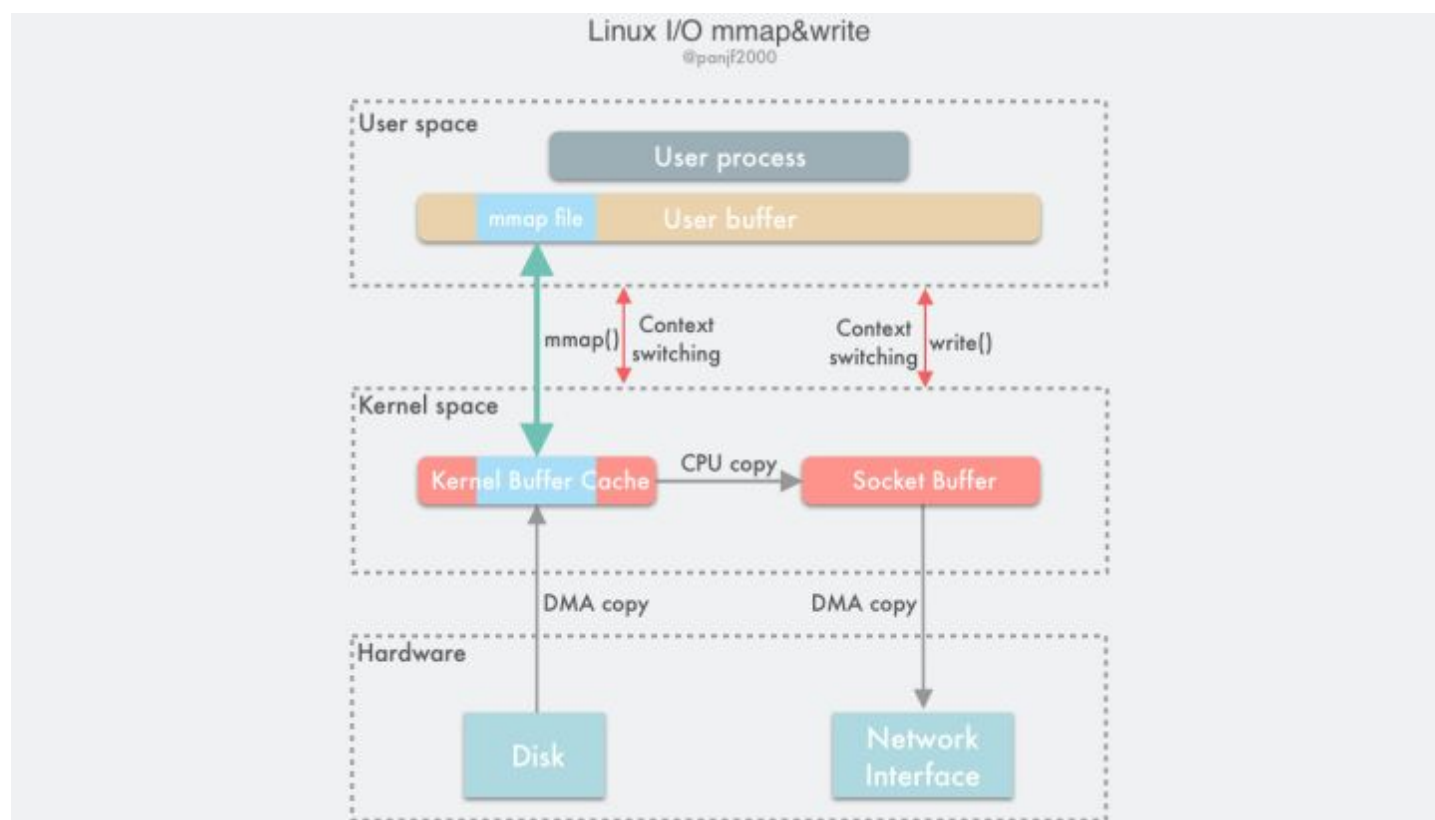 Linux I/O mmap&write
@panjf2000
User space
User process
mmap file
User buffer
mmap()
Context
switching
Context
switching
write()
Kernel space
Kernel Buffer Cache
CPU copy
Socket Buffer
DMA copy
DMA copy
Hardware
Disk
Network
Interface